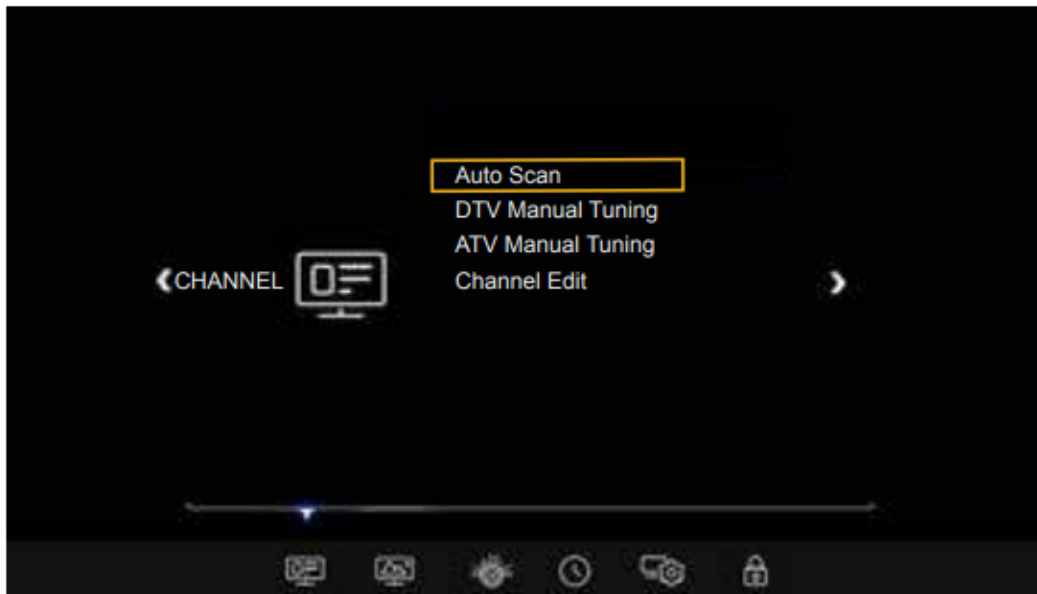 Auto Scan
DTV Manual Tuning
ATV Manual Tuning
CHANNEL
Channel Edit